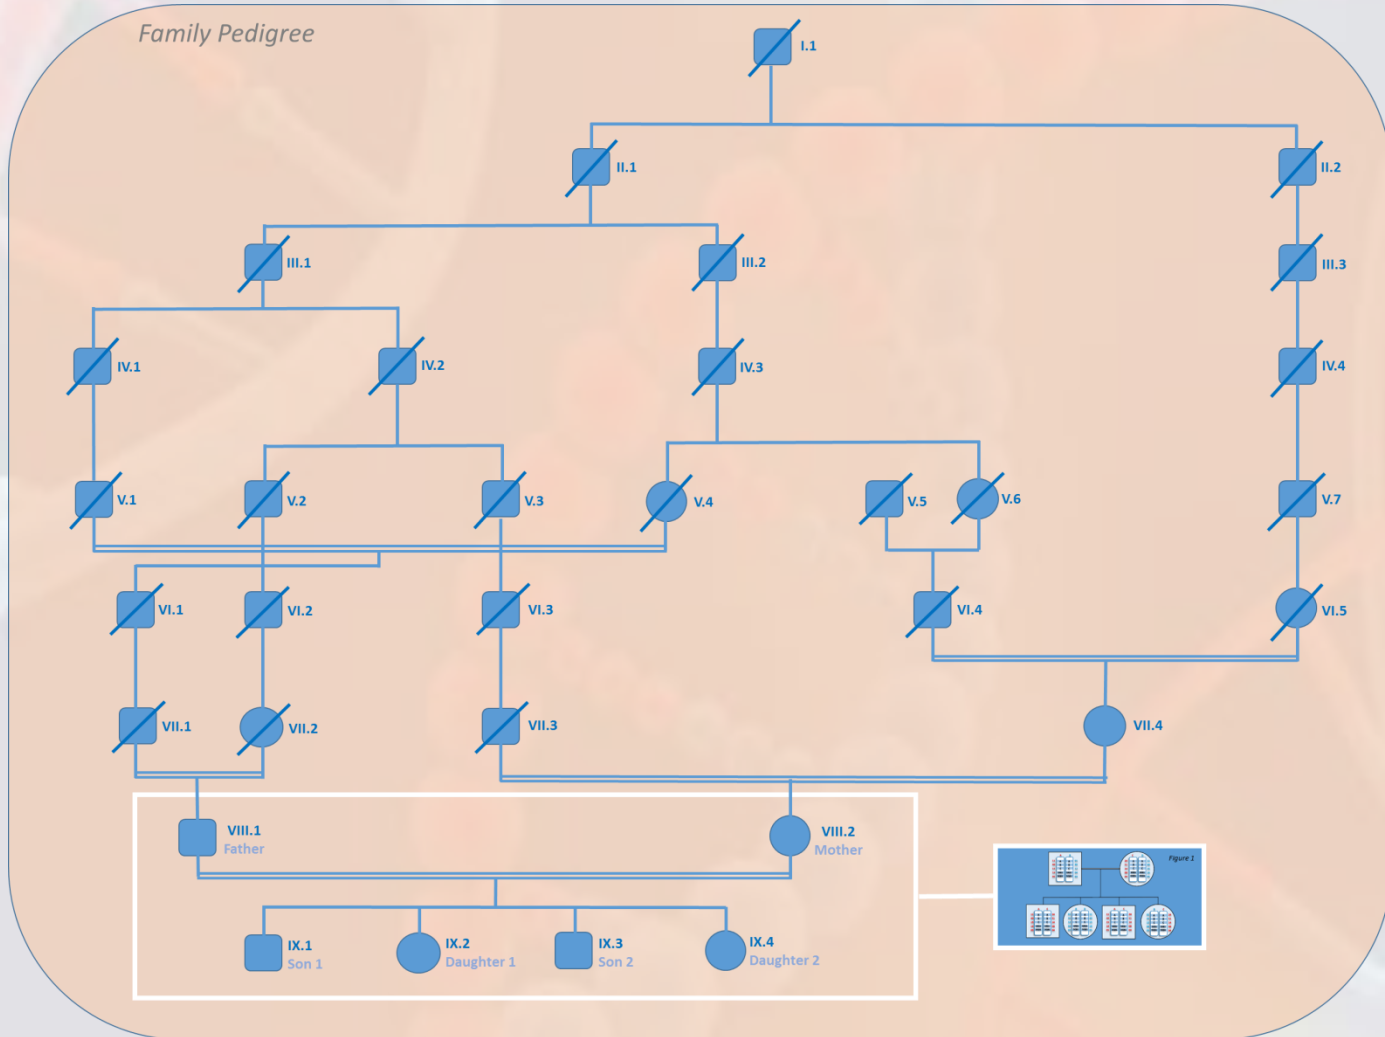 Family Pedigree
I.1
II.1
II.2
III.1
III.2
III.3
IV.1
IV.2
IV.3
IV.4
V.1
V.2
V.3
V.4
V.5
V.6
V.7
VI.1
VI.2
VI.3
VI.4
VI.5
VII.1
VII.2
VII.3
VII.4
VIII.1
Father
VIII.2
Mother
Figure 1
IX.1
Son 1
IX.2
Daughter 1
IX.3
Son 2
IX.4
Daughter 2